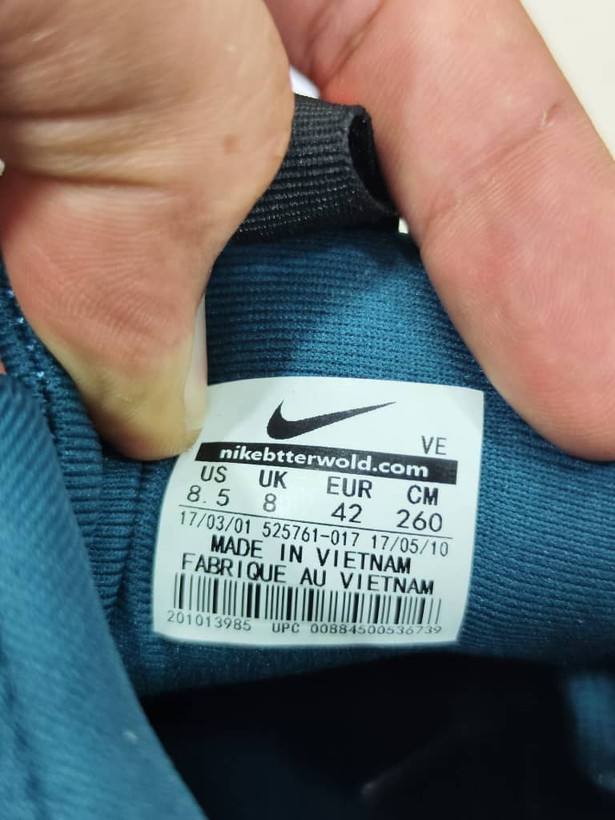 VE
nikebtterwold.com
US UK EUR CM
8.5 8 42 260
17/03/01 525761-017 17/05/10
MADE IN VIETNAM
FABRIQUE AU VIETNAM
201013985 UPC 00884500536739